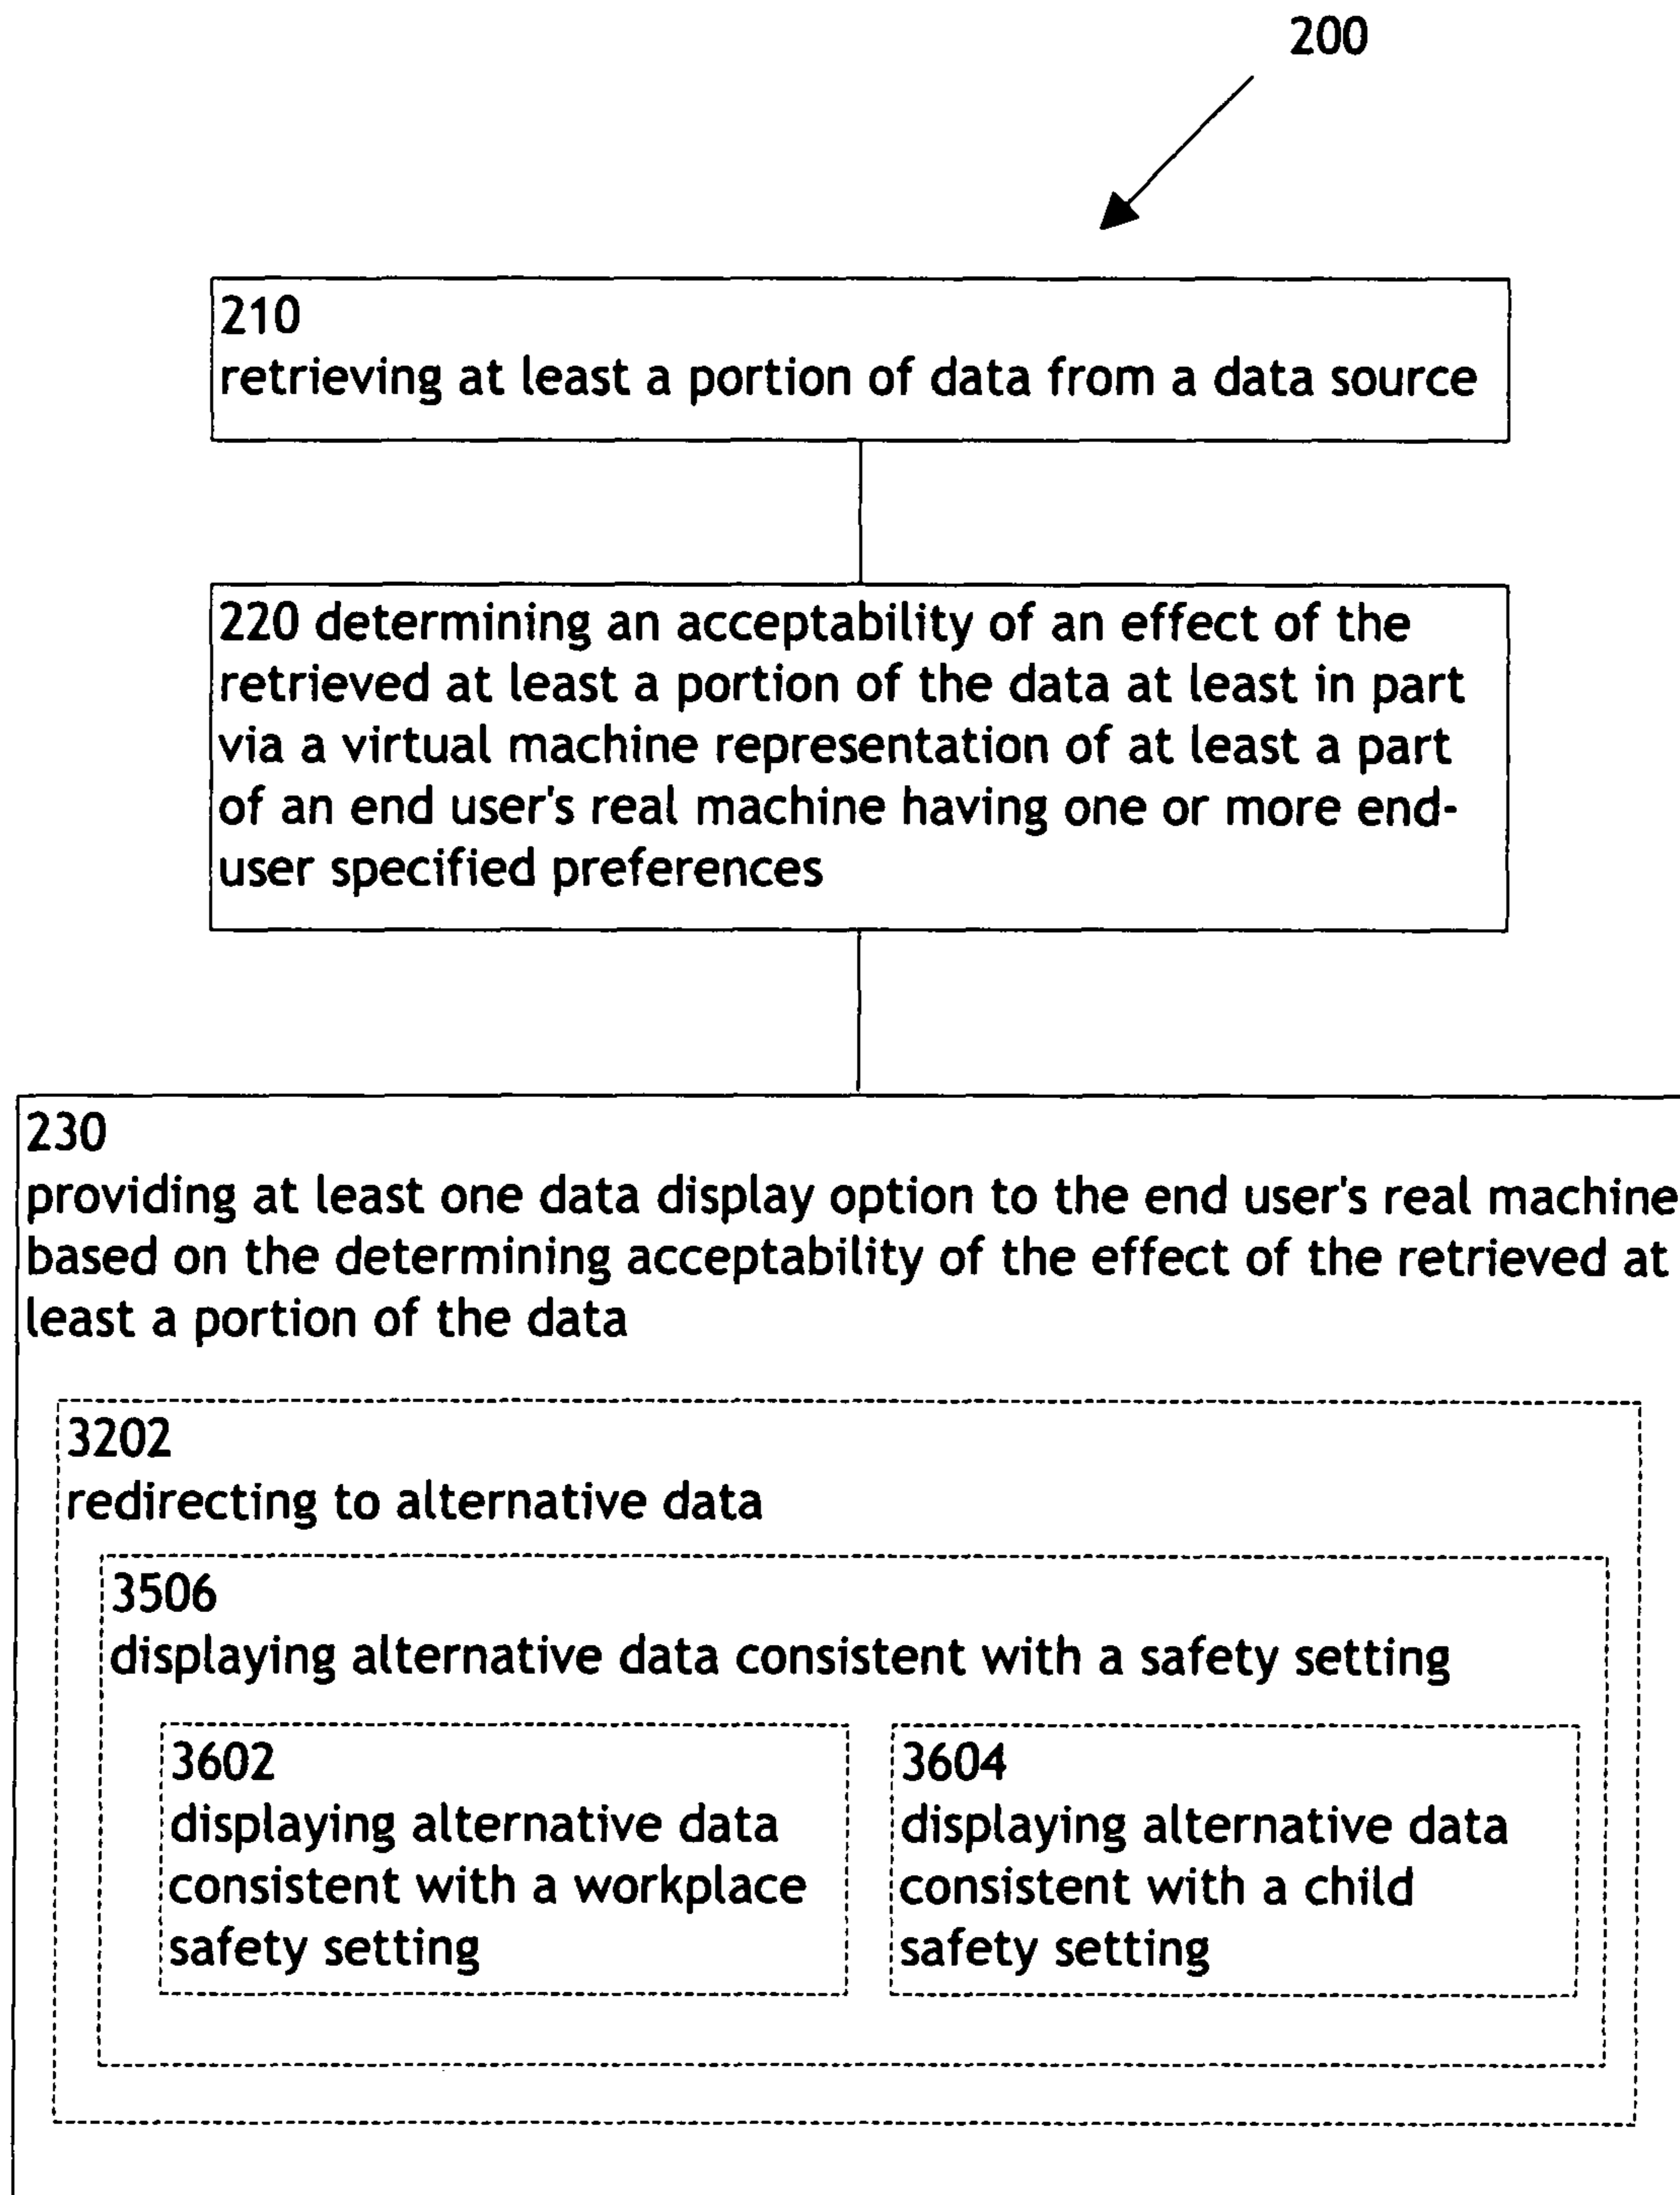 200
210
retrieving at least a portion of data from a data source
220 determining an acceptability of an effect of the
retrieved at least a portion of the data at least in part
via a virtual machine representation of at least a part
of an end user's real machine having one or more end-
user specified preferences
230
providing at least one data display option to the end user's real machine
based on the determining acceptability of the effect of the retrieved at
least a portion of the data
3202
redirecting to alternative data
3506
displaying alternative data consistent with a safety setting
3602
displaying alternative data
consistent with a workplace
safety setting
3604
displaying alternative data
consistent with a child
safety setting